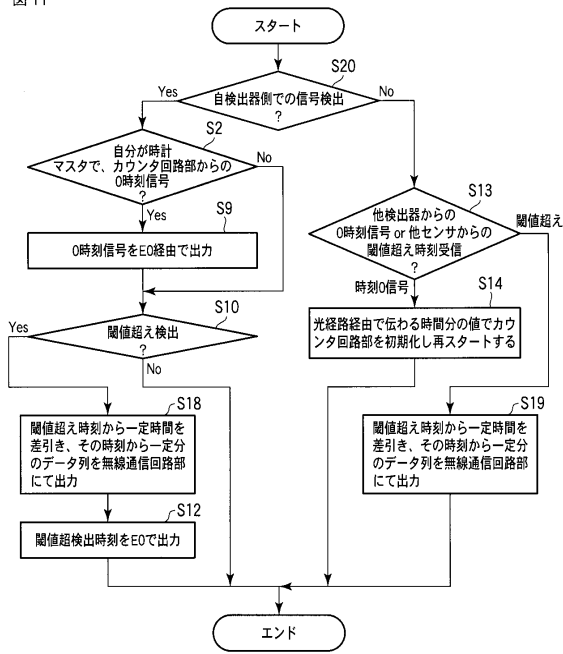 図 11
スタート
S20
Yes
No
自検出器側での信号検出
?
S2
自分が時計
マスタで、カウンタ回路部からの
0時刻信号
?
No
Yes
S9
0時刻信号をEO経由で出力
S13
他検出器からの
0時刻信号 or 他センサからの
閾値超え時刻受信
?
閾値超え
時刻0信号
S14
光経路経由で伝わる時間分の値でカウ
ンタ回路部を初期化し再スタートする
S10
Yes
閾値超え検出
?
No
S18
閾値超え時刻から一定時間を
差引き、その時刻から一定分
のデータ列を無線通信回路部
にて出力
S19
閾値超え時刻から一定時間を
差引き、その時刻から一定分
のデータ列を無線通信回路部
にて出力
S12
閾値超検出時刻をEOで出力
エンド